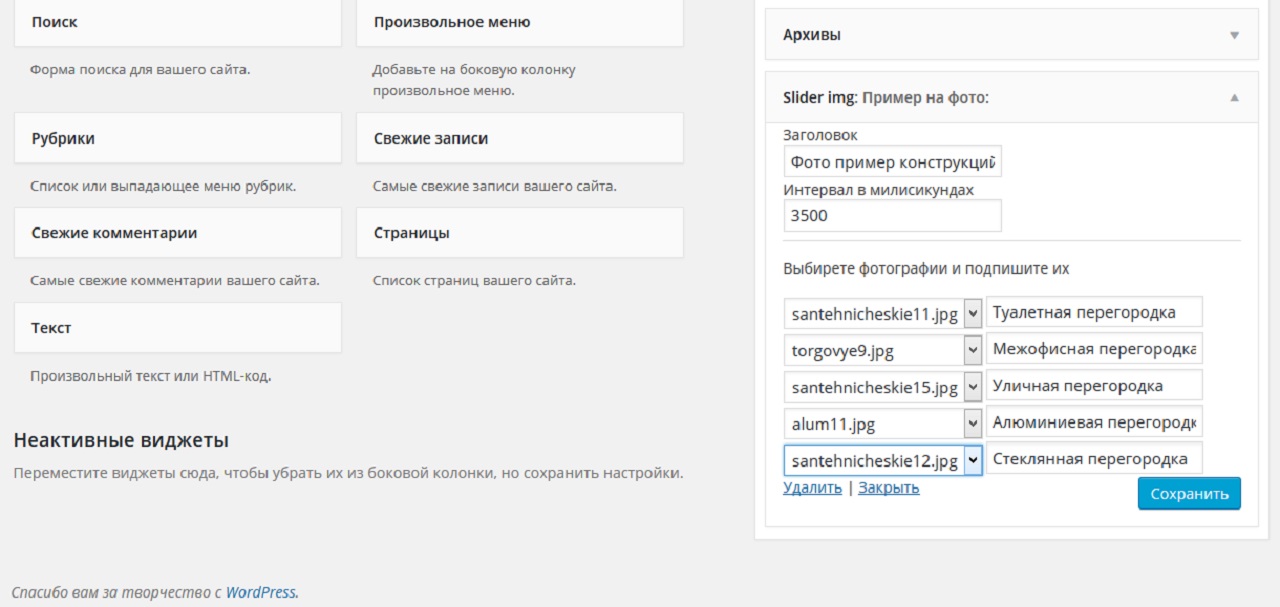 Поиск
Произвольное меню
Форма поиска для вашего сайта.
Добавьте на боковую колонку
произвольное меню.
Рубрики
Свежие записи
Список или выпадающее меню рубрик.
Самые свежие записи вашего сайта.
Свежие комментарии
Страницы
Самые свежие комментарии вашего сайта.
Список страниц вашего сайта.
Текст
Произвольный текст или HTML-код.
Неактивные виджеты
Переместите виджеты сюда, чтобы убрать их из боковой колонки, но сохранить настройки.
Архивы
Slider img: Пример на фото:
Заголовок
Фото пример конструкций
Интервал в милисикундах
3500
Выбирете фотографии и подпишите их
santehnicheskie11.jpg Туалетная перегородка
torgovye9.jpg Межофисная перегородка
santehnicheskie15.jpg Уличная перегородка
alum11.jpg Алюминиевая перегородк
santehnicheskie12.jpg Стеклянная перегородка
Удалить | Закрыть
Сохранить
Спасибо вам за творчество с WordPress.